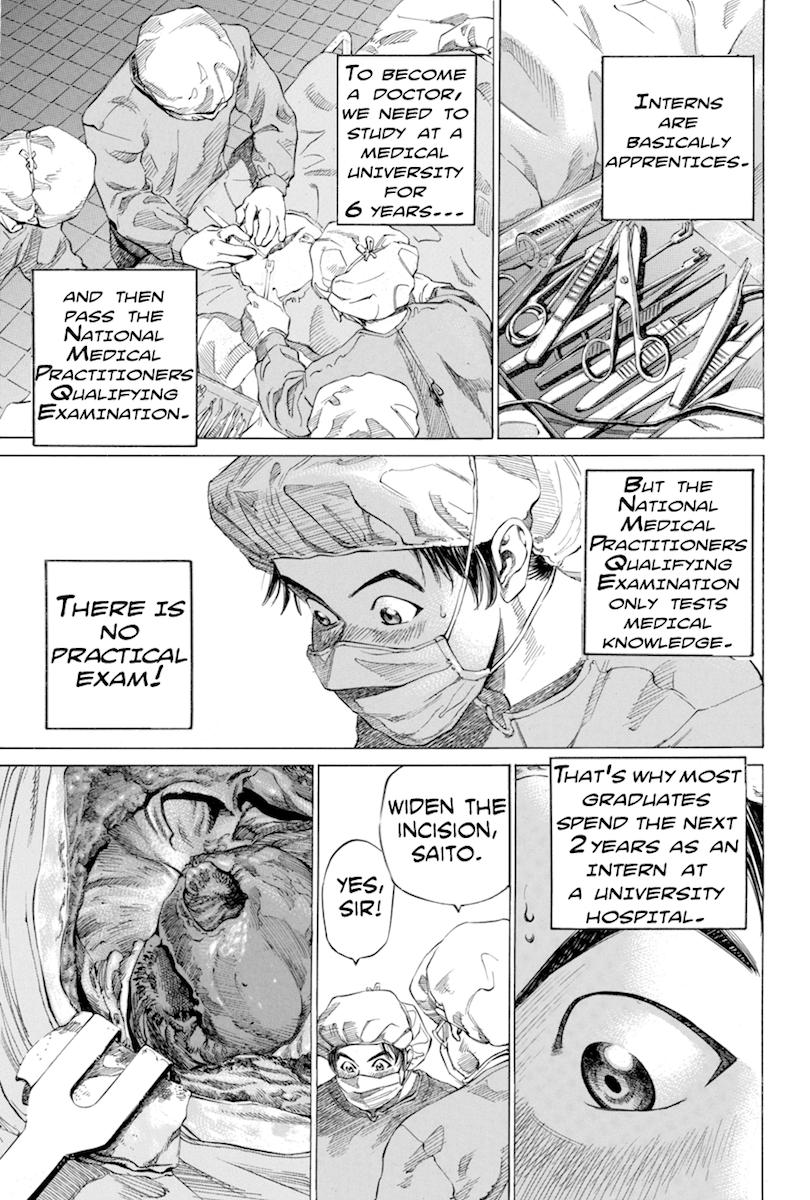 INTERNS
ARE
BASICALLY
APPRENTICES.
TO BECOME
A DOCTOR,
WE NEED TO
STUDY AT A
MEDICAL
UNIVERSITY
FOR
6 YEARS...
AND THEN
PASS THE
NATIONAL
MEDICAL
PRACTITIONERS
QUALIFYING
EXAMINATION.
BUT THE
NATIONAL
MEDICAL
PRACTITIONERS
QUALIFYING
EXAMINATION
ONLY TESTS
MEDICAL
KNOWLEDGE.
THERE IS
NO
PRACTICAL
EXAM!
THAT'S WHY MOST
GRADUATES
SPEND THE NEXT
2 YEARS AS AN
INTERN AT
A UNIVERSITY
HOSPITAL.
WIDEN THE
INCISION,
SAITO.
YES,
SIR!